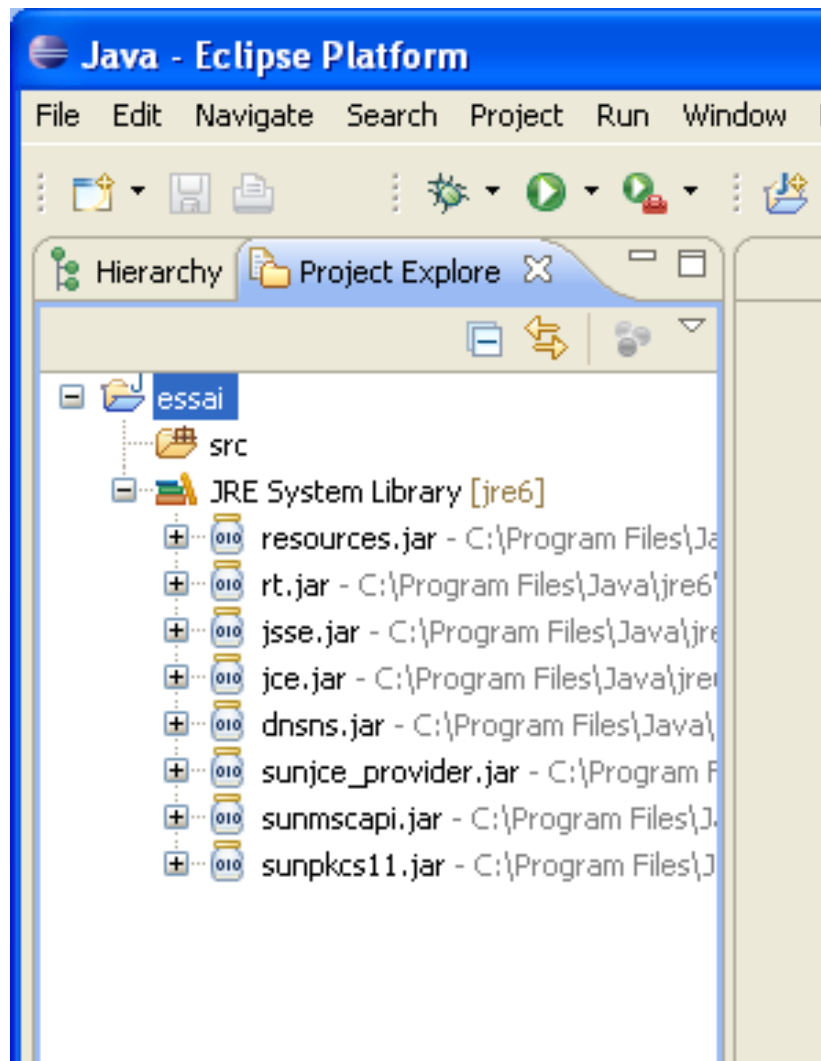 Java - Eclipse Platform
File Edit Navigate Search Project Run Window
Hierarchy Project Explore
essai
src
JRE System Library [jre6]
resources.jar - C:\Program Files\Ja
rt.jar - C:\Program Files\Java\jre6
jsse.jar - C:\Program Files\Java\jre
jce.jar - C:\Program Files\Java\jre
dnsns.jar - C:\Program Files\Java\
sunjce_provider.jar - C:\Program F
sunmscapi.jar - C:\Program Files\J
sunpkcs11.jar - C:\Program Files\J